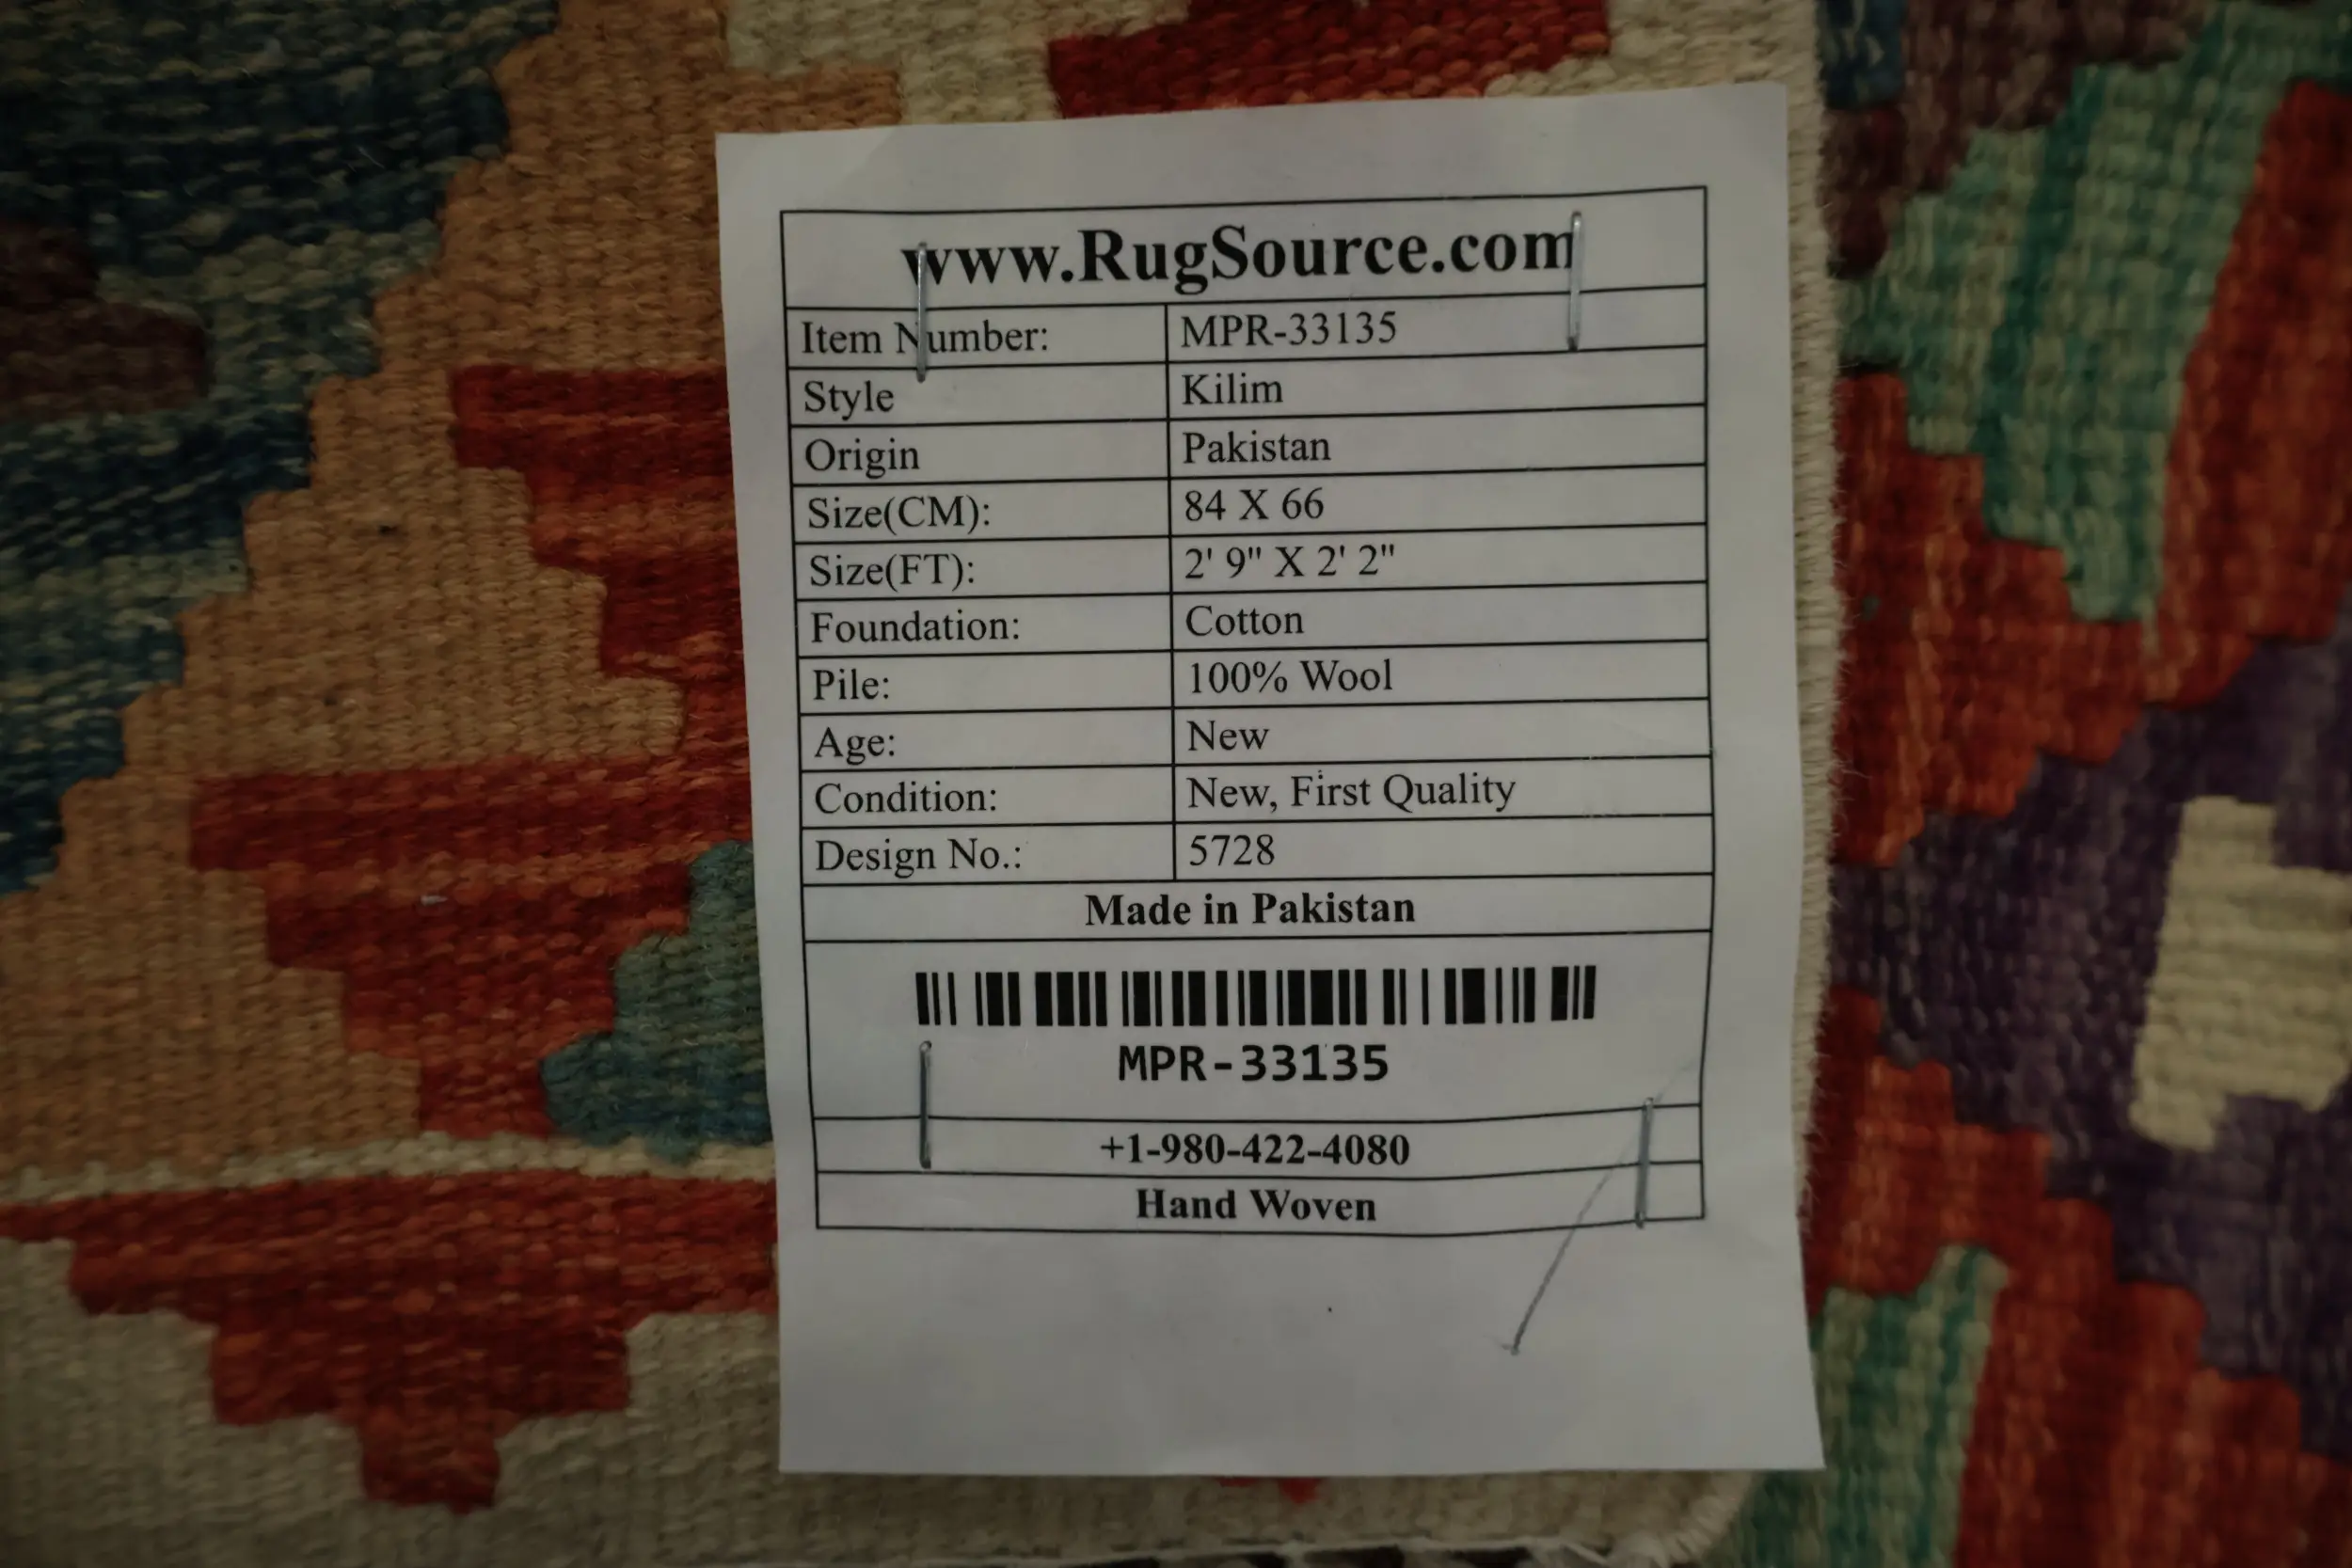 www.RugSource.com
Item Number: MPR-33135
Style Kilim
Origin Pakistan
Size(CM): 84 X 66
Size(FT): 2' 9" X 2' 2"
Foundation: Cotton
Pile: 100% Wool
Age: New
Condition: New, First Quality
Design No.: 5728
Made in Pakistan
MPR-33135
+1-980-422-4080
Hand Woven